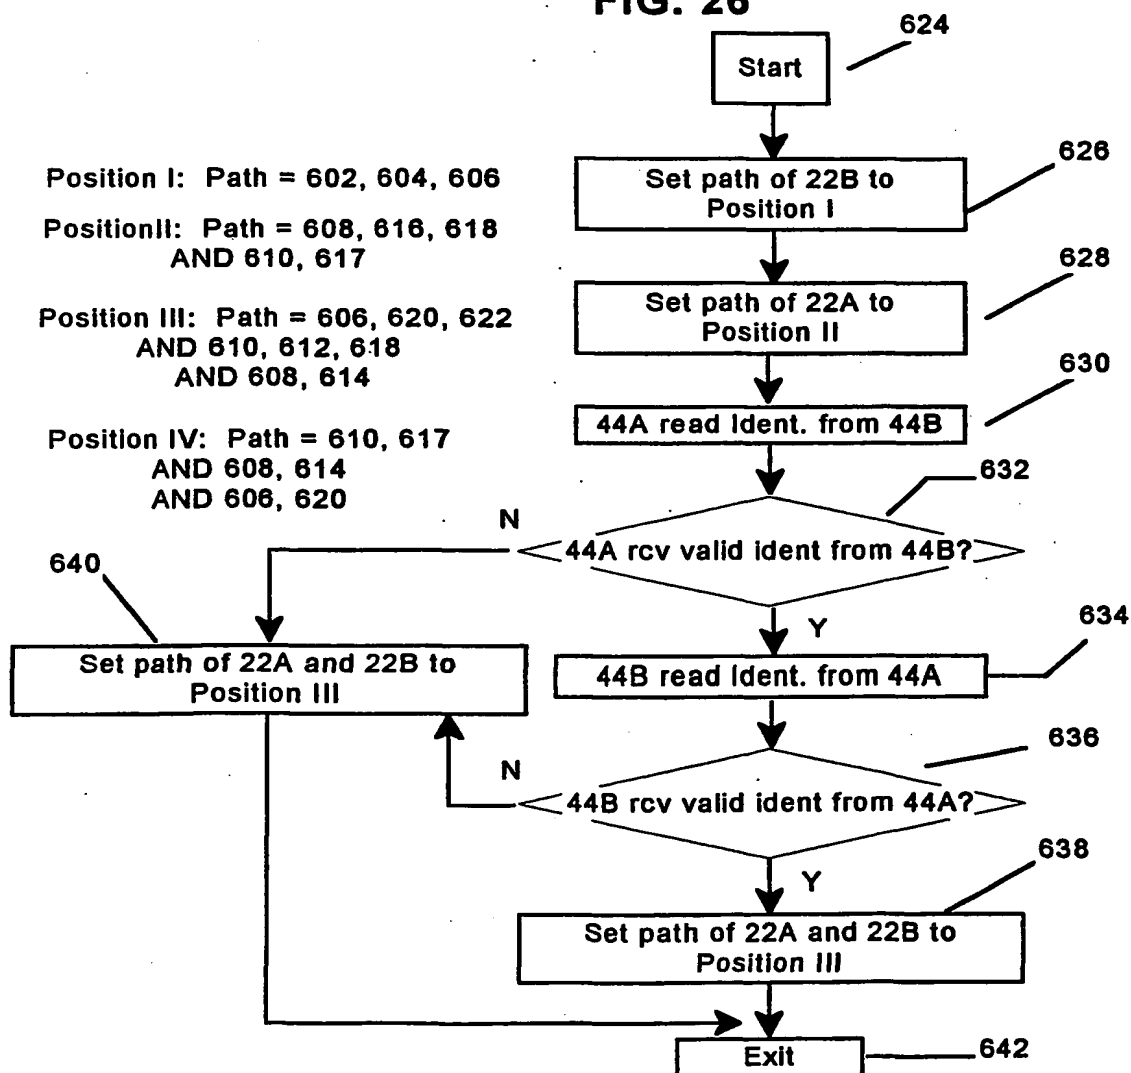 FIG. 26
624
Start
626
Set path of 22B to
Position I
Position I: Path = 602, 604, 606
PositionII: Path = 608, 616, 618
AND 610, 617
628
Set path of 22A to
Position II
Position III: Path = 606, 620, 622
AND 610, 612, 618
AND 608, 614
630
44A read Ident. from 44B
Position IV: Path = 610, 617
AND 608, 614
AND 606, 620
632
N
44A rcv valid ident from 44B?
640
Y
634
Set path of 22A and 22B to
Position III
44B read Ident. from 44A
636
N
44B rcv valid ident from 44A?
638
Y
Set path of 22A and 22B to
Position III
Exit
642